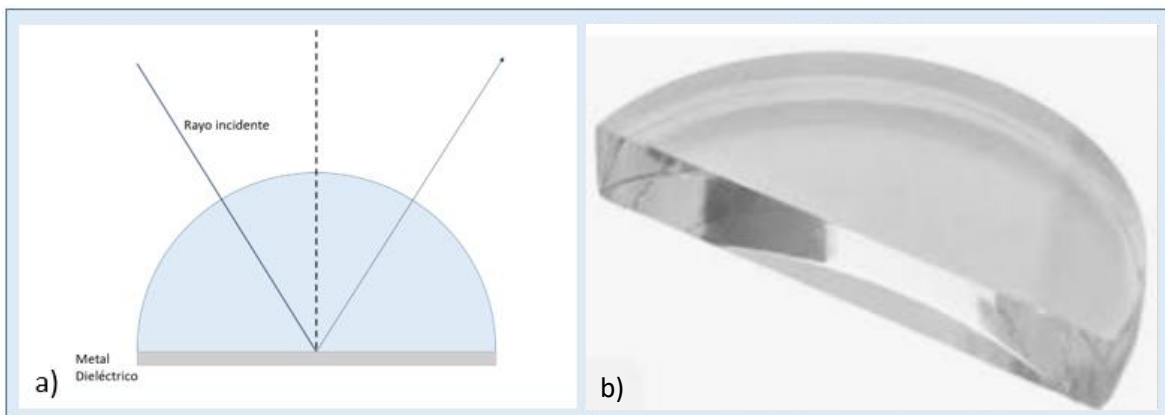 Rayo incidente
Metal
Dieléctrico
a)
b)